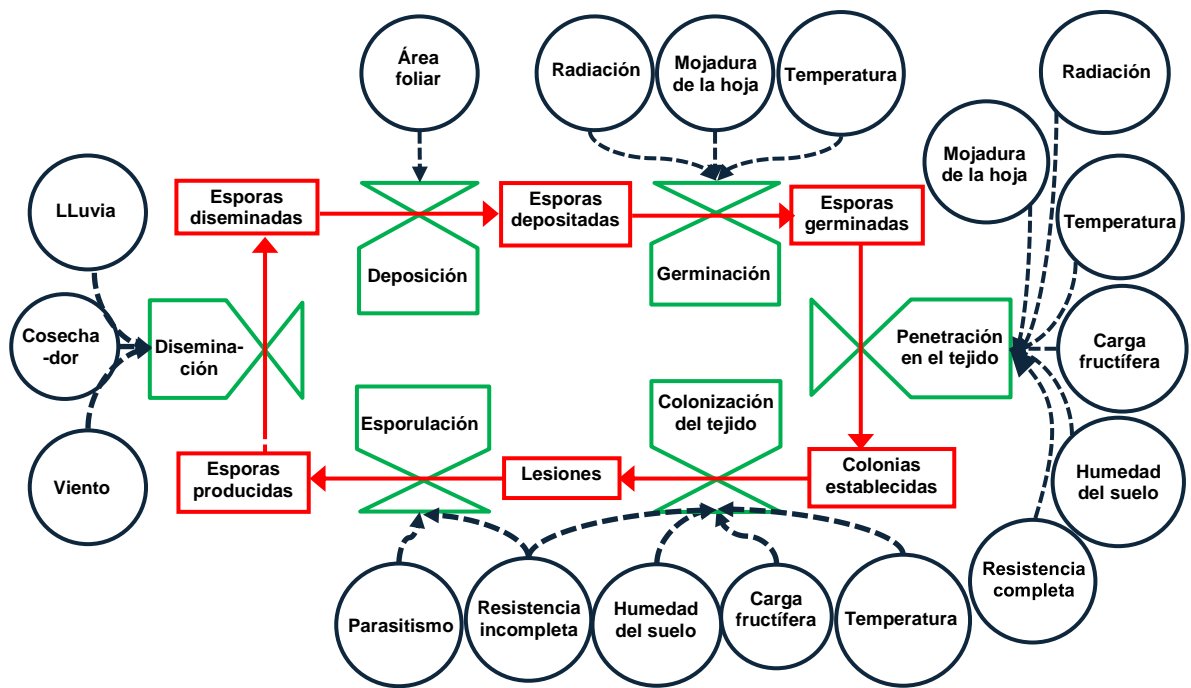 Área
foliar
Radiación
Mojadura
de la hoja
Temperatura
Radiación
Mojadura
de la hoja
LLuvia
Esporas
diseminadas
Esporas
depositadas
Esporas
germinadas
Temperatura
Deposición
Germinación
Cosecha
-dor
Disemina-
ción
Penetración
en el tejido
Carga
fructífera
Esporulación
Colonización
del tejido
Viento
Esporas
producidas
Lesiones
Colonias
establecidas
Humedad
del suelo
Resistencia
completa
Parasitismo
Resistencia
incompleta
Humedad
del suelo
Carga
fructífera
Temperatura